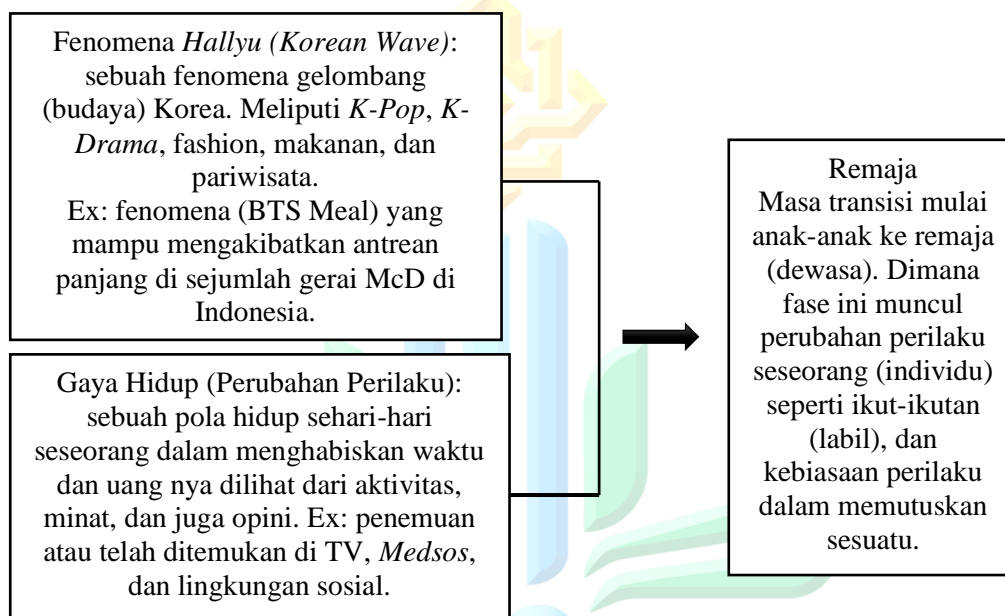 Fenomena Hallyu (Korean Wave):
sebuah fenomena gelombang
(budaya) Korea. Meliputi K-Pop, K-
Drama, fashion, makanan, dan
pariwisata.
Ex: fenomena (BTS Meal) yang
mampu mengakibatkan antrean
panjang di sejumlah gerai McD di
Indonesia.
Gaya Hidup (Perubahan Perilaku):
sebuah pola hidup sehari-hari
seseorang dalam menghabiskan waktu
dan uang nya dilihat dari aktivitas,
minat, dan juga opini. Ex: penemuan
atau telah ditemukan di TV, Medsos,
dan lingkungan sosial.
Remaja
Masa transisi mulai
anak-anak ke remaja
(dewasa). Dimana
fase ini muncul
perubahan perilaku
seseorang (individu)
seperti ikut-ikutan
(labil), dan
kebiasaan perilaku
dalam memutuskan
sesuatu.